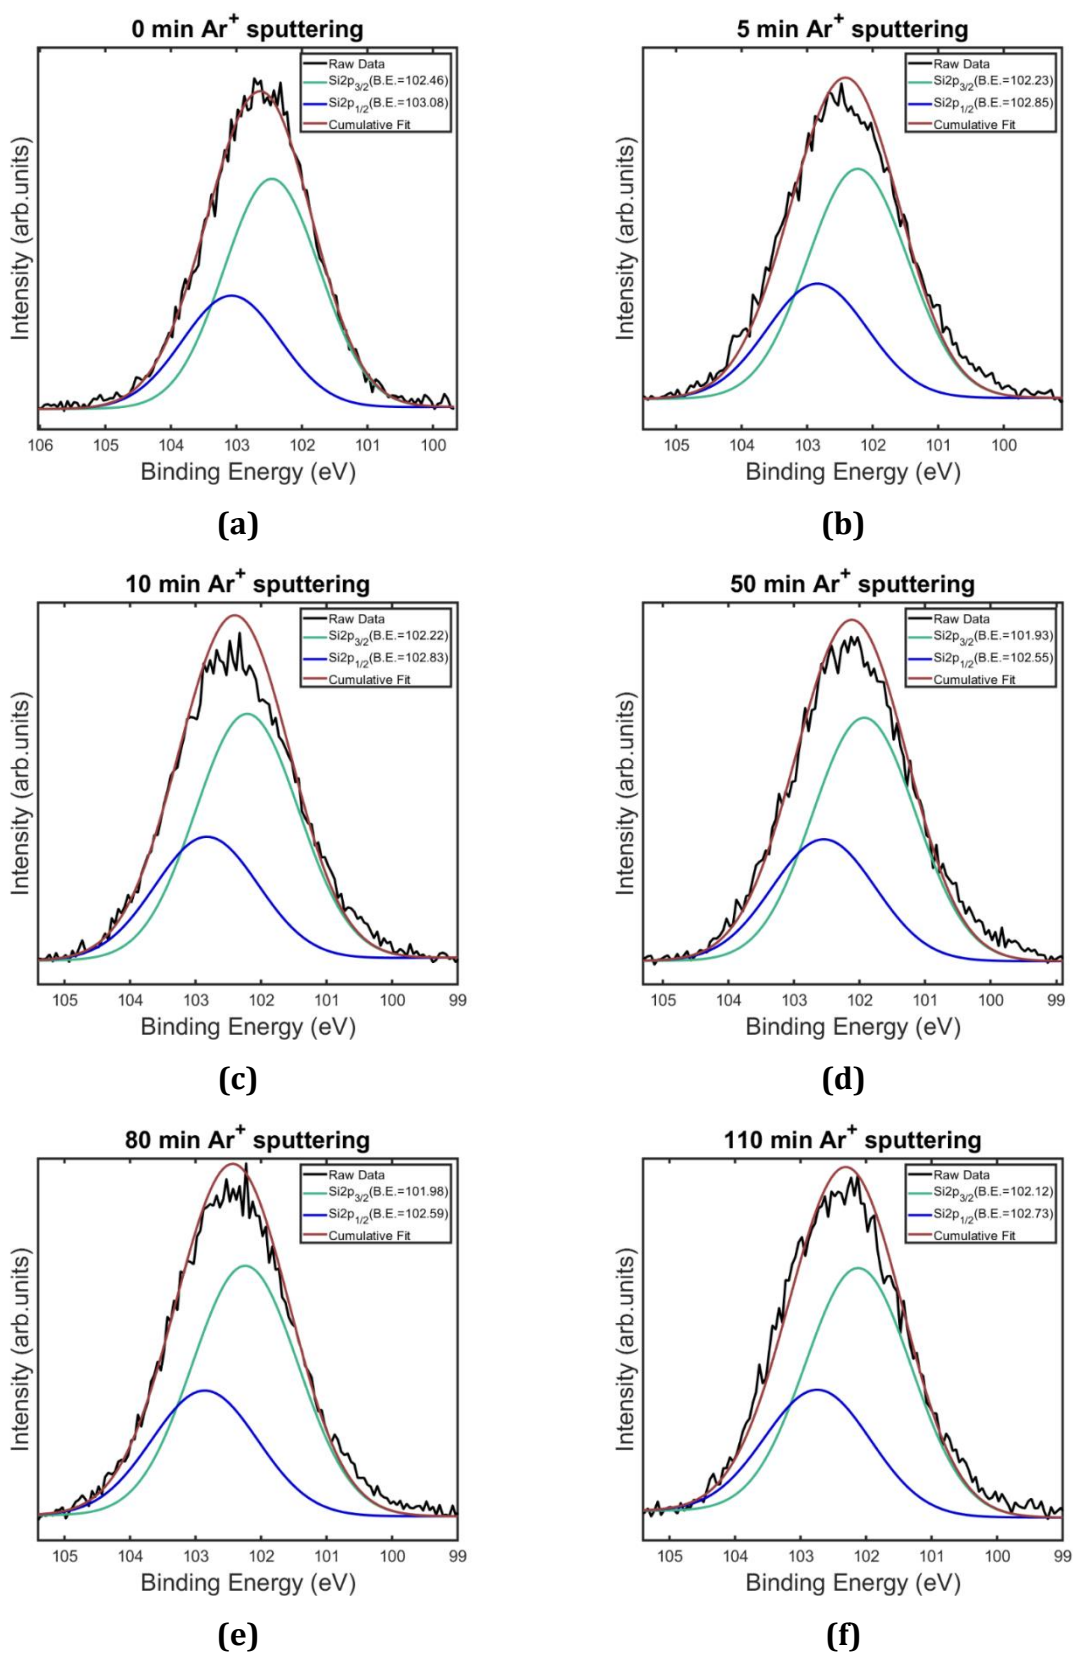 0 min Ar+ sputtering
Raw Data
Si2p3/2(B.E.=102.46)
Si2p1/2(B.E.=103.08)
Cumulative Fit
Intensity (arb.units)
106 105 104 103 102 101 100
Binding Energy (eV)
(a)
5 min Ar+ sputtering
Raw Data
Si2p3/2(B.E.=102.23)
Si2p1/2(B.E.=102.85)
Cumulative Fit
Intensity (arb.units)
105 104 103 102 101 100
Binding Energy (eV)
(b)
10 min Ar+ sputtering
Raw Data
Si2p3/2(B.E.=102.22)
Si2p1/2(B.E.=102.83)
Cumulative Fit
Intensity (arb.units)
105 104 103 102 101 100 99
Binding Energy (eV)
(c)
50 min Ar+ sputtering
Raw Data
Si2p3/2(B.E.=101.93)
Si2p1/2(B.E.=102.55)
Cumulative Fit
Intensity (arb.units)
105 104 103 102 101 100 99
Binding Energy (eV)
(d)
80 min Ar+ sputtering
Raw Data
Si2p3/2(B.E.=101.98)
Si2p1/2(B.E.=102.59)
Cumulative Fit
Intensity (arb.units)
105 104 103 102 101 100 99
Binding Energy (eV)
(e)
110 min Ar+ sputtering
Raw Data
Si2p3/2(B.E.=102.12)
Si2p1/2(B.E.=102.73)
Cumulative Fit
Intensity (arb.units)
105 104 103 102 101 100 99
Binding Energy (eV)
(f)